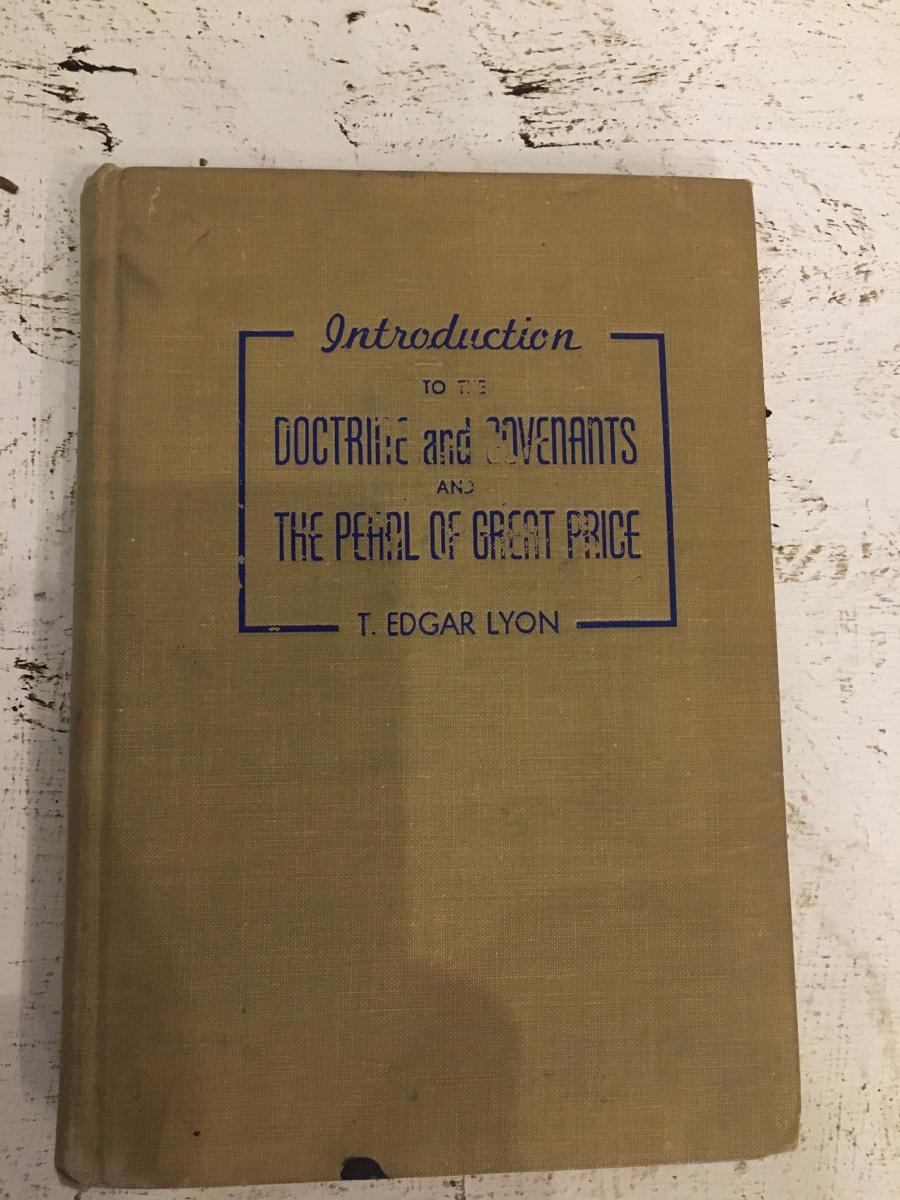 Introduction
TO THE
DOCTRINE and COVENANTS
AND
THE PEARL OF GREAT PRICE
T. EDGAR LYON